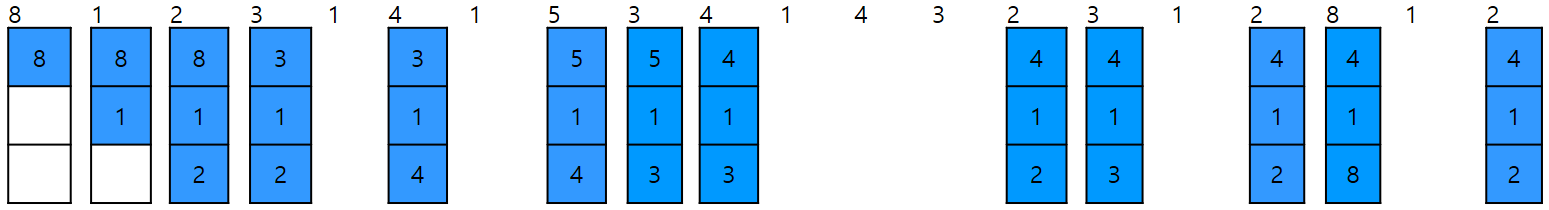 8 1 2 3 1 4 1 5 3 4 1 4 3 2 3 1 2 8 1 2
8 8 8 3 3 5 5 4 4 4 4 4 4
1 1 1 1 1 1 1 1 1 1 1 1
2 2 4 4 3 3 2 3 2 8 2